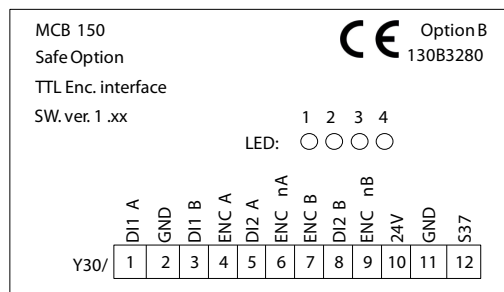 MCB 150
CE Option B
Safe Option
130B3280
TTL Enc. interface
SW. ver. 1 .xx
1 2 3 4
LED:
DI1 A GND DI1 B ENC A DI2 A ENC nA ENC B DI2 B ENC nB 24V GND S37
Y30/ 1 2 3 4 5 6 7 8 9 10 11 12